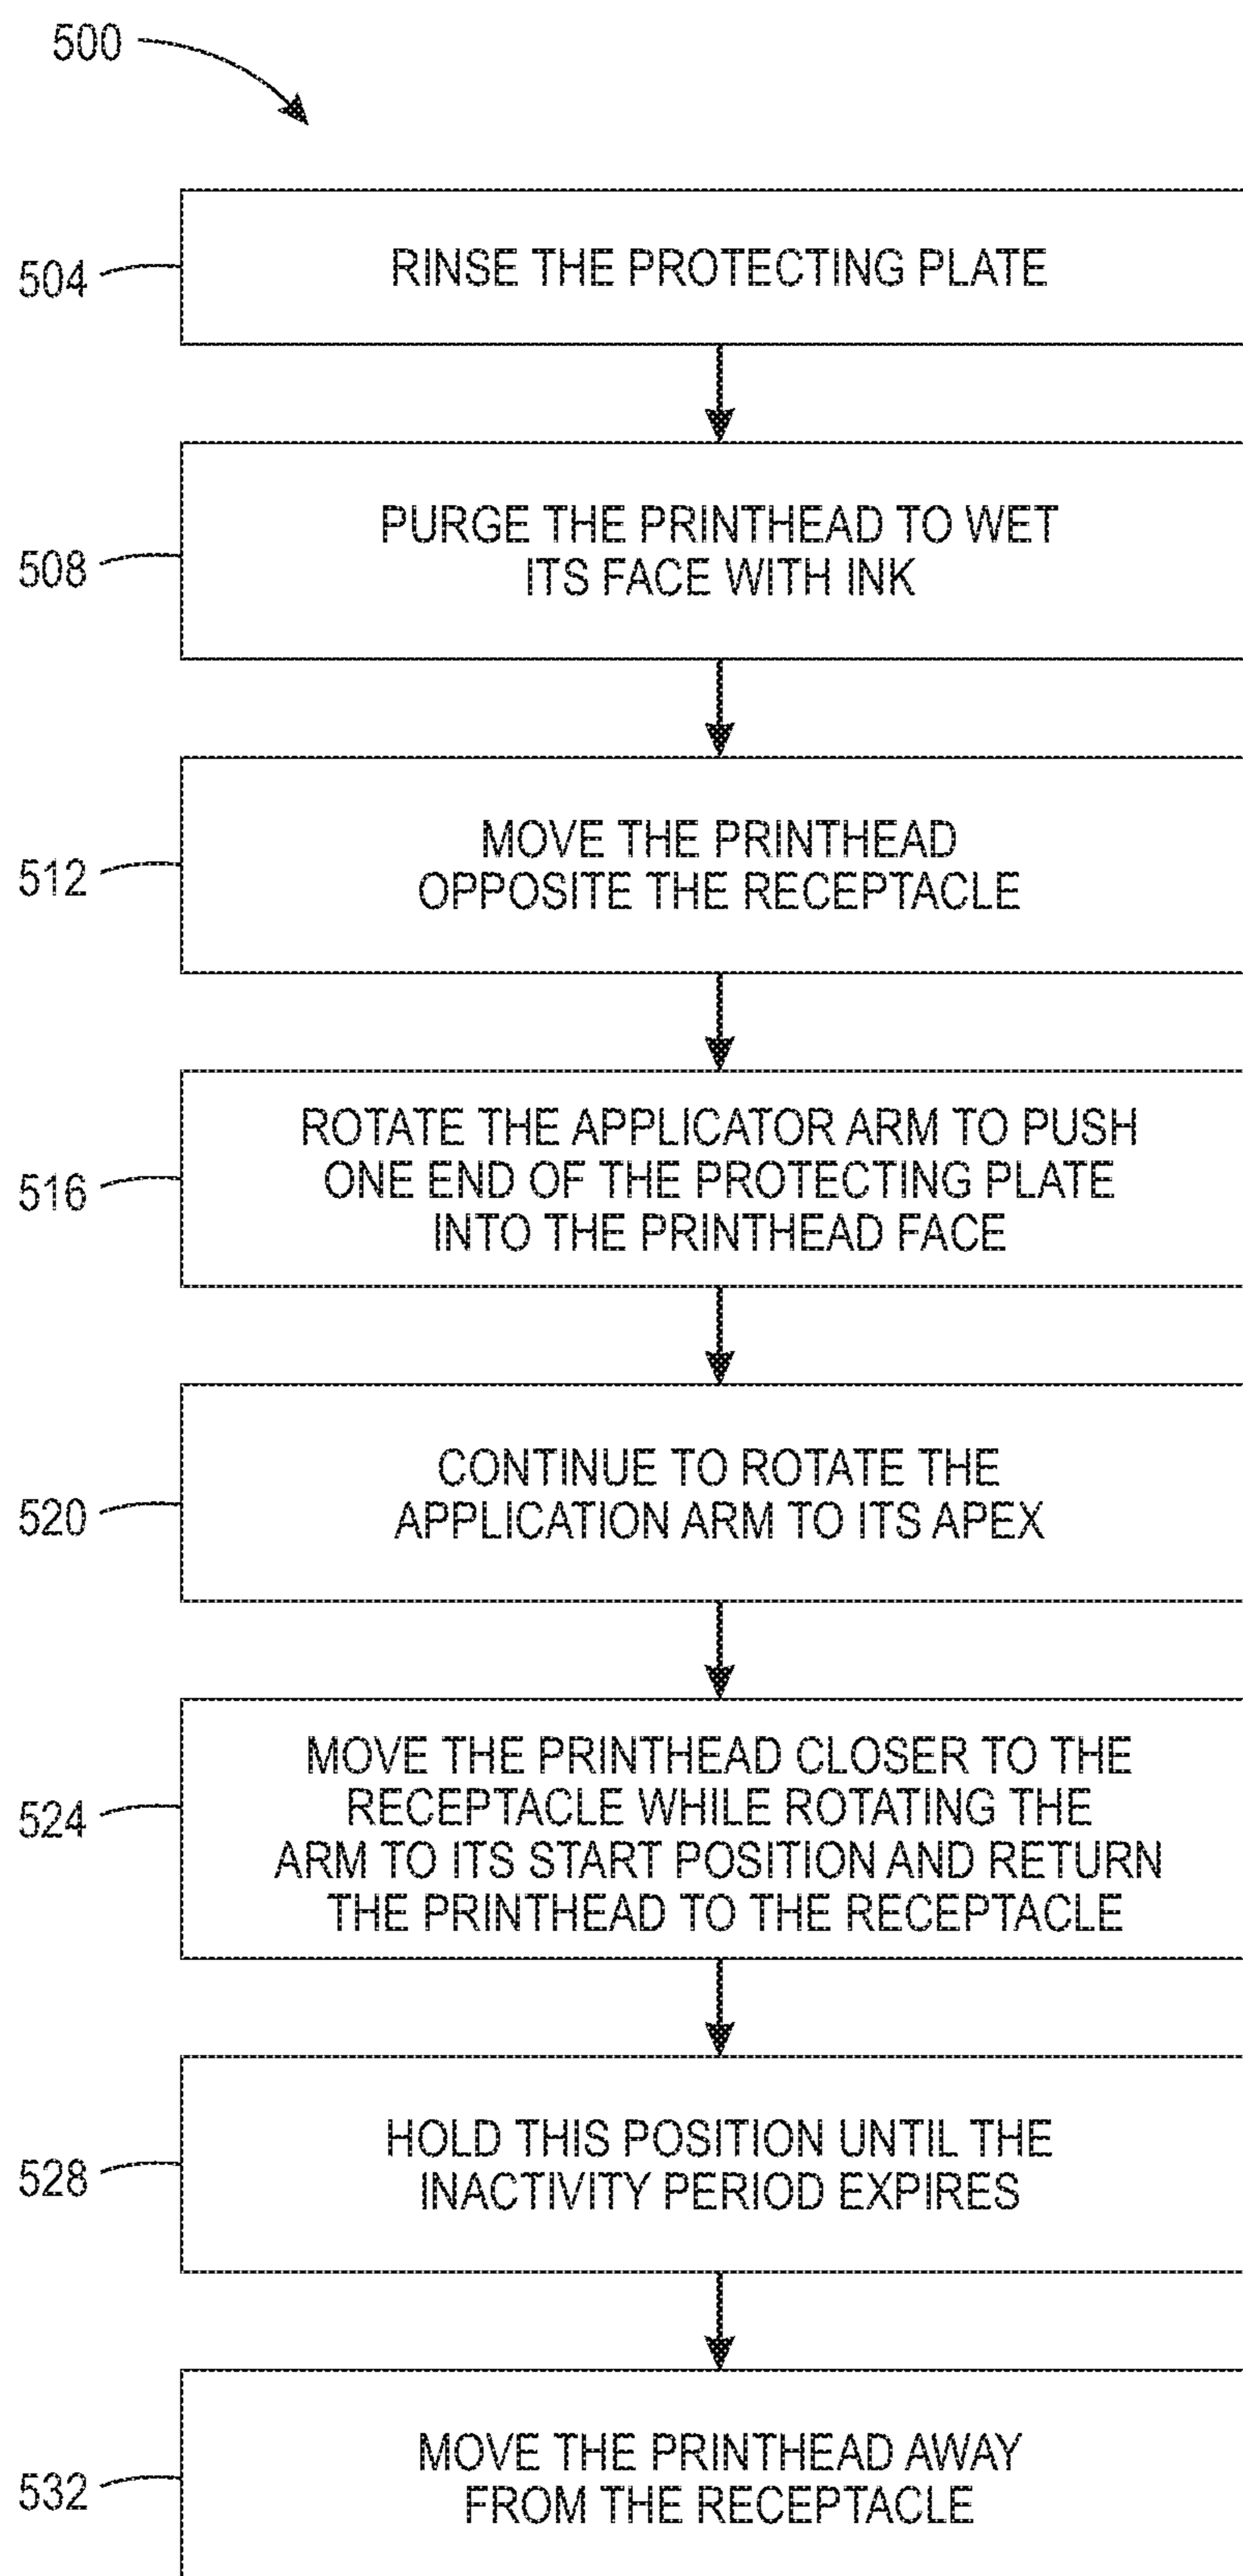 500
504
RINSE THE PROTECTING PLATE
508
PURGE THE PRINTHEAD TO WET
ITS FACE WITH INK
512
MOVE THE PRINTHEAD
OPPOSITE THE RECEPTACLE
516
ROTATE THE APPLICATOR ARM TO PUSH
ONE END OF THE PROTECTING PLATE
INTO THE PRINTHEAD FACE
520
CONTINUE TO ROTATE THE
APPLICATION ARM TO ITS APEX
524
MOVE THE PRINTHEAD CLOSER TO THE
RECEPTACLE WHILE ROTATING THE
ARM TO ITS START POSITION AND RETURN
THE PRINTHEAD TO THE RECEPTACLE
528
HOLD THIS POSITION UNTIL THE
INACTIVITY PERIOD EXPIRES
532
MOVE THE PRINTHEAD AWAY
FROM THE RECEPTACLE